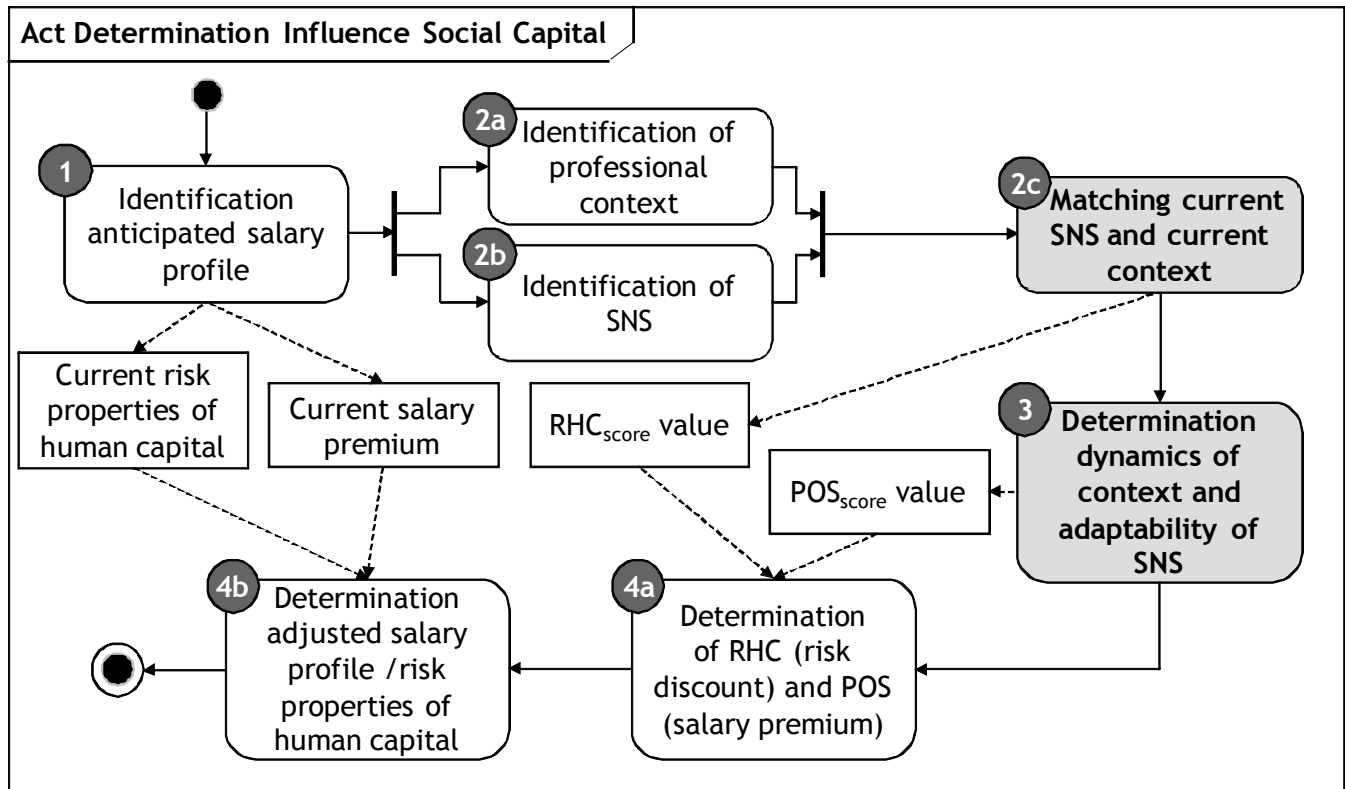 Act Determination Influence Social Capital
1
Identification
anticipated salary
profile
2a
Identification of
professional
context
2b
Identification of
SNS
2c
Matching current
SNS and current
context
Current risk
properties of
human capital
Current salary
premium
RHCscore value
POSscore value
3
Determination
dynamics of
context and
adaptability of
SNS
4b
Determination
adjusted salary
profile /risk
properties of
human capital
4a
Determination
of RHC (risk
discount) and POS
(salary premium)